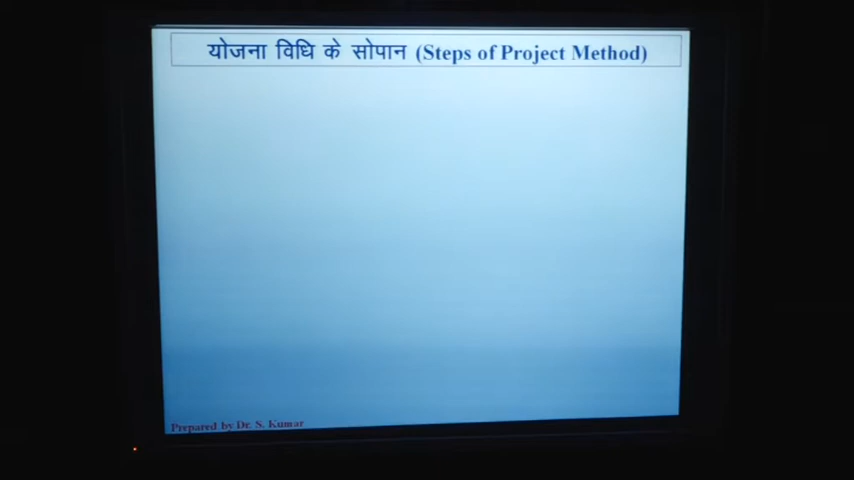 योजना विधि के सोपान (Steps of Project Method)
Prepared by Dr. S. Kumar